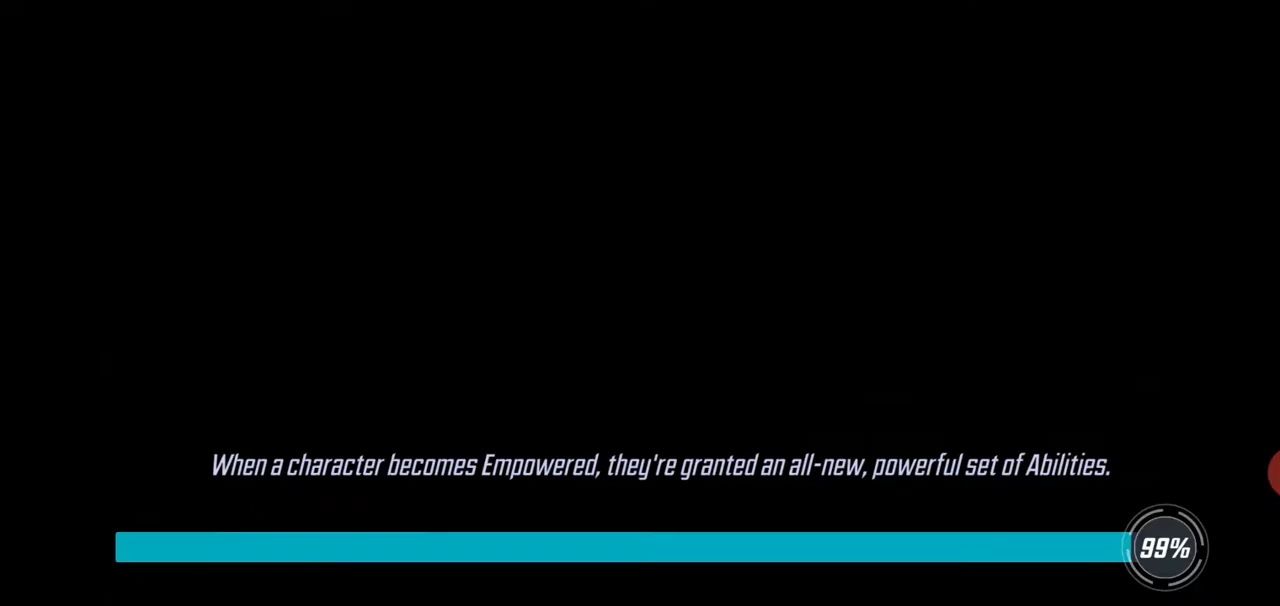 When a character becomes Empowered, they're granted an all-new, powerful set of Abilities.
99%